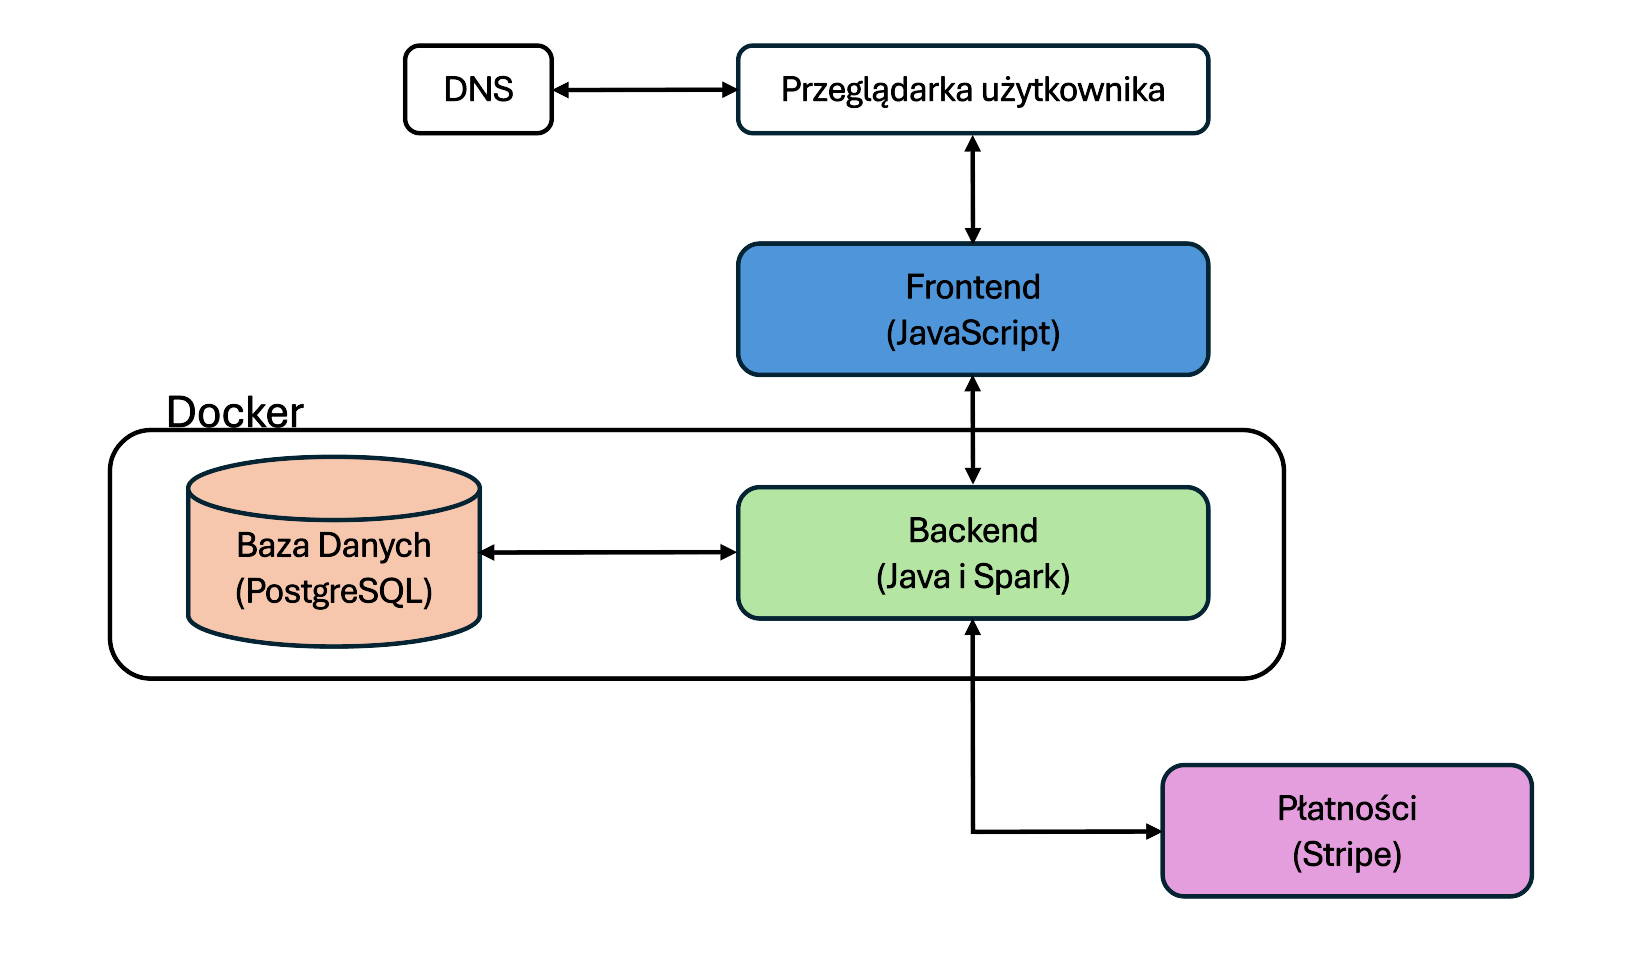 DNS
Przeglądarka użytkownika
Frontend
(JavaScript)
Docker
Baza Danych
(PostgreSQL)
Backend
(Java i Spark)
Płatności
(Stripe)